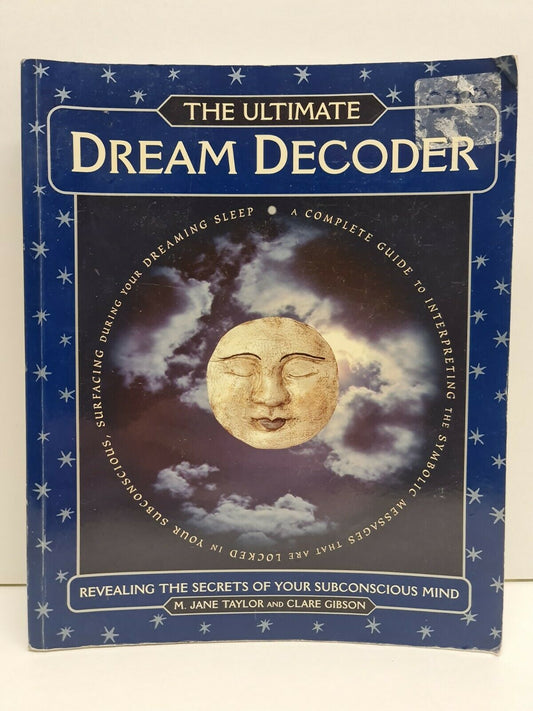 THE ULTIMATE
DREAM DECODER
A COMPLETE GUIDE TO INTERPRETING THE SYMBOLIC MESSAGES THAT ARE LOCKED IN YOUR SUBCONSCIOUS, SURFACING DURING YOUR DREAMING SLEEP •
REVEALING THE SECRETS OF YOUR SUBCONSCIOUS MIND
M. JANE TAYLOR AND CLARE GIBSON